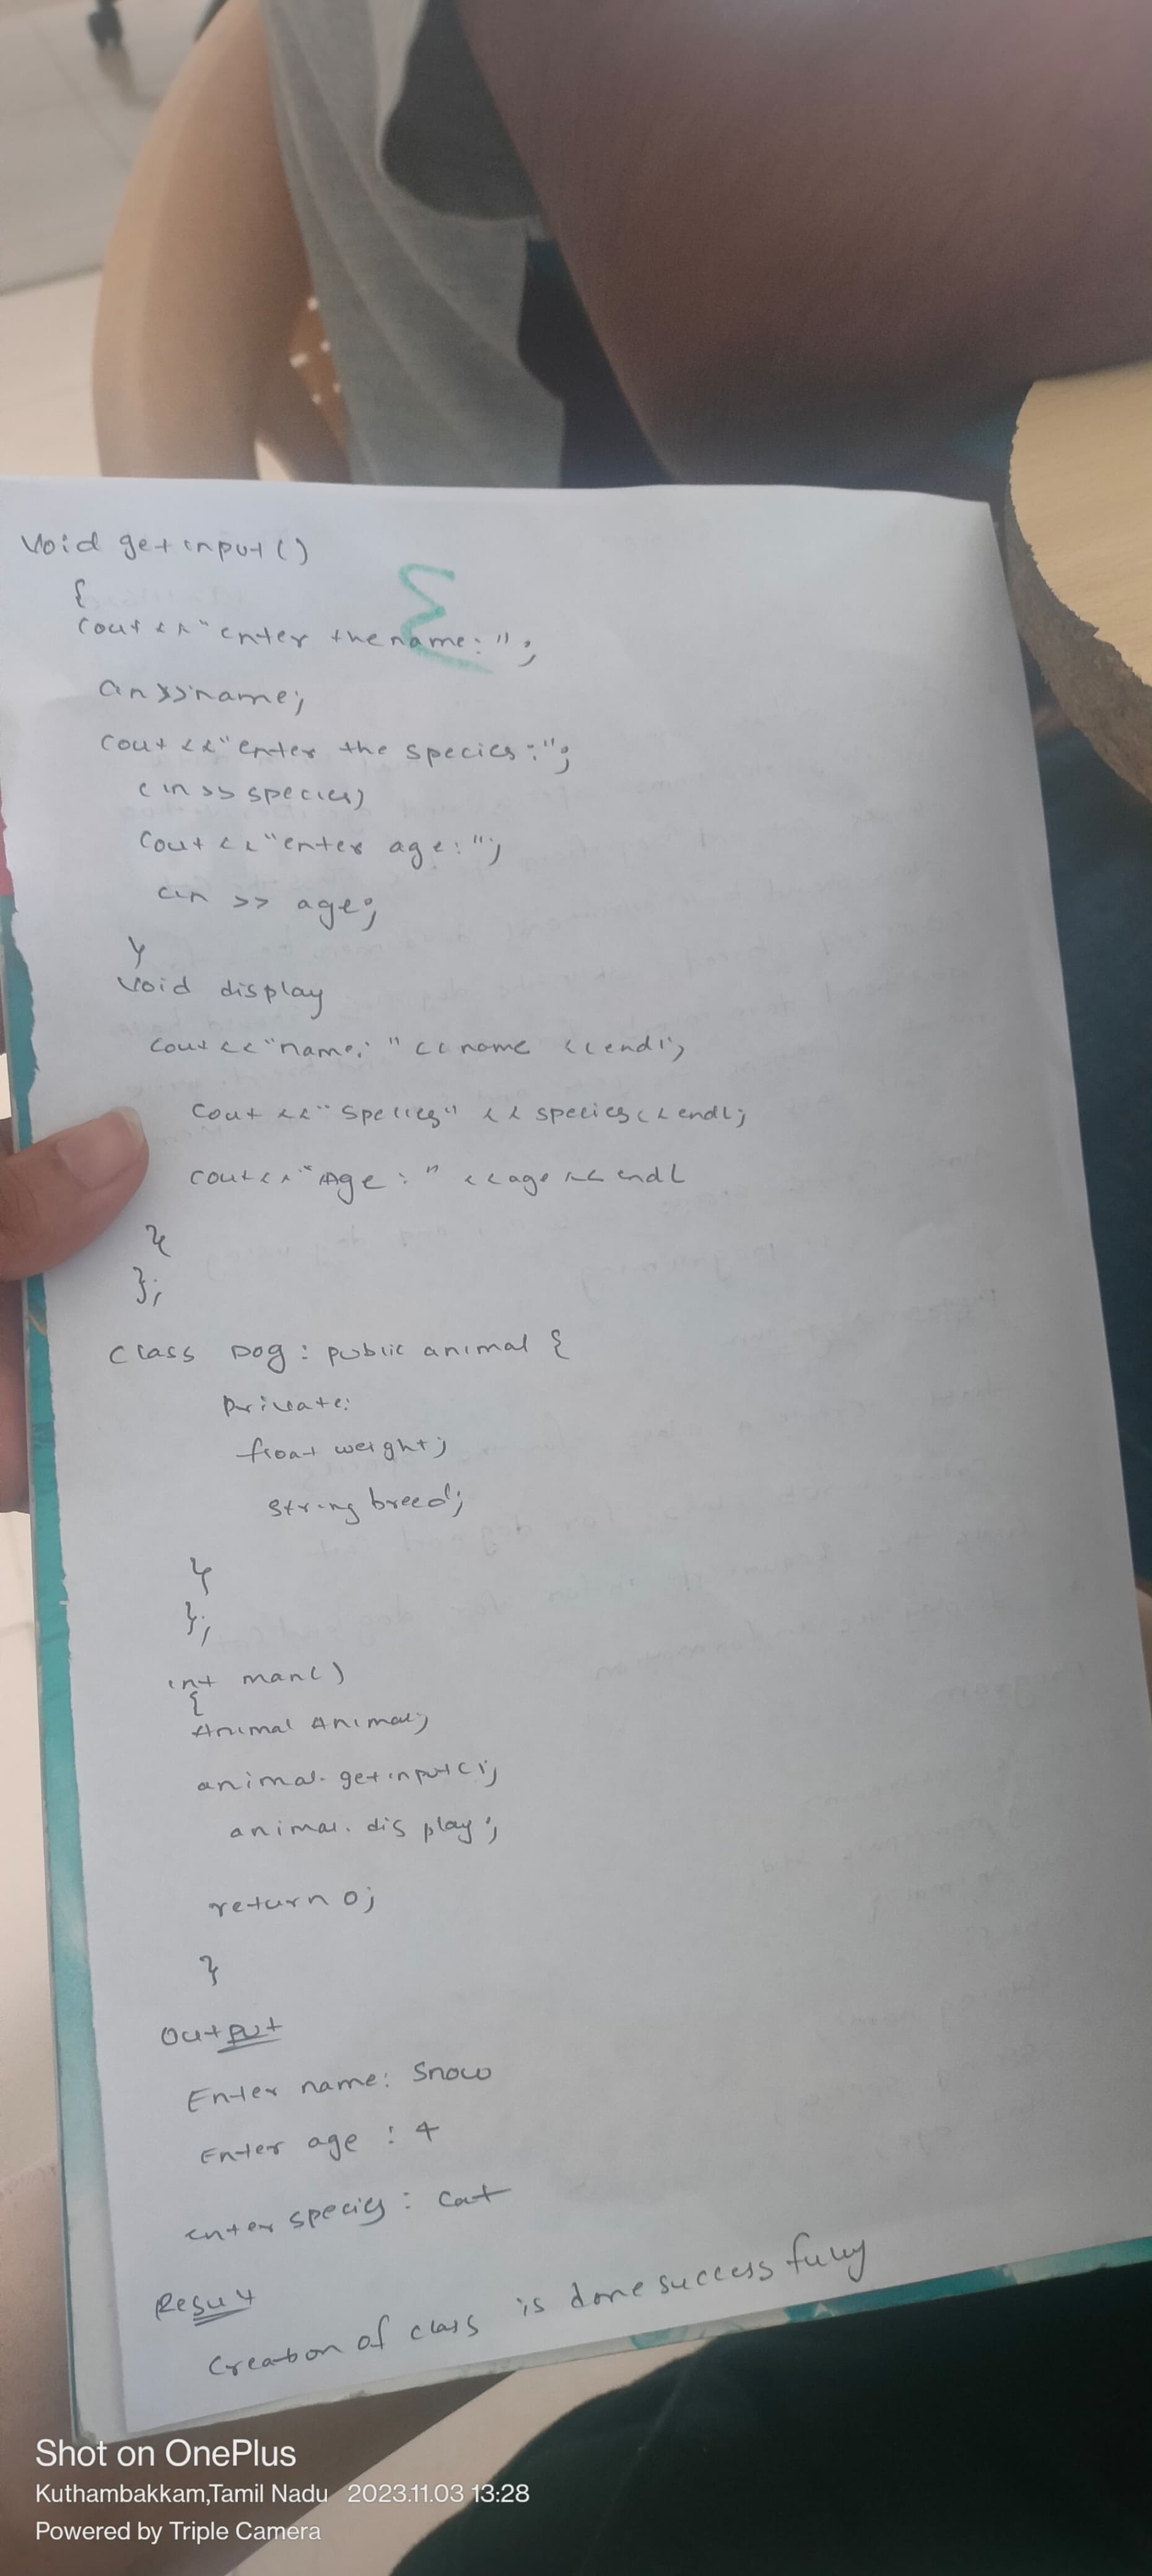 void getinput()
{
cout << "enter the name:";
cin >> name;
cout << "enter the species:";
cin >> species;
cout << "enter age:";
cin >> age;
}
void display
cout << "name: " << name << endl;
cout << "Species" << species << endl;
cout << "Age: " << age << endl
}
};
class Dog : public animal {
private:
float weight;
string breed;
}
};
int man()
{
Animal Animal;
animal.getinput();
animal.display;
return 0;
}
Output
Enter name: Snow
Enter age : 4
enter species : cat
Result
Creation of class is done successfully
Shot on OnePlus
Kuthambakkam,Tamil Nadu 2023.11.03 13:28
Powered by Triple Camera